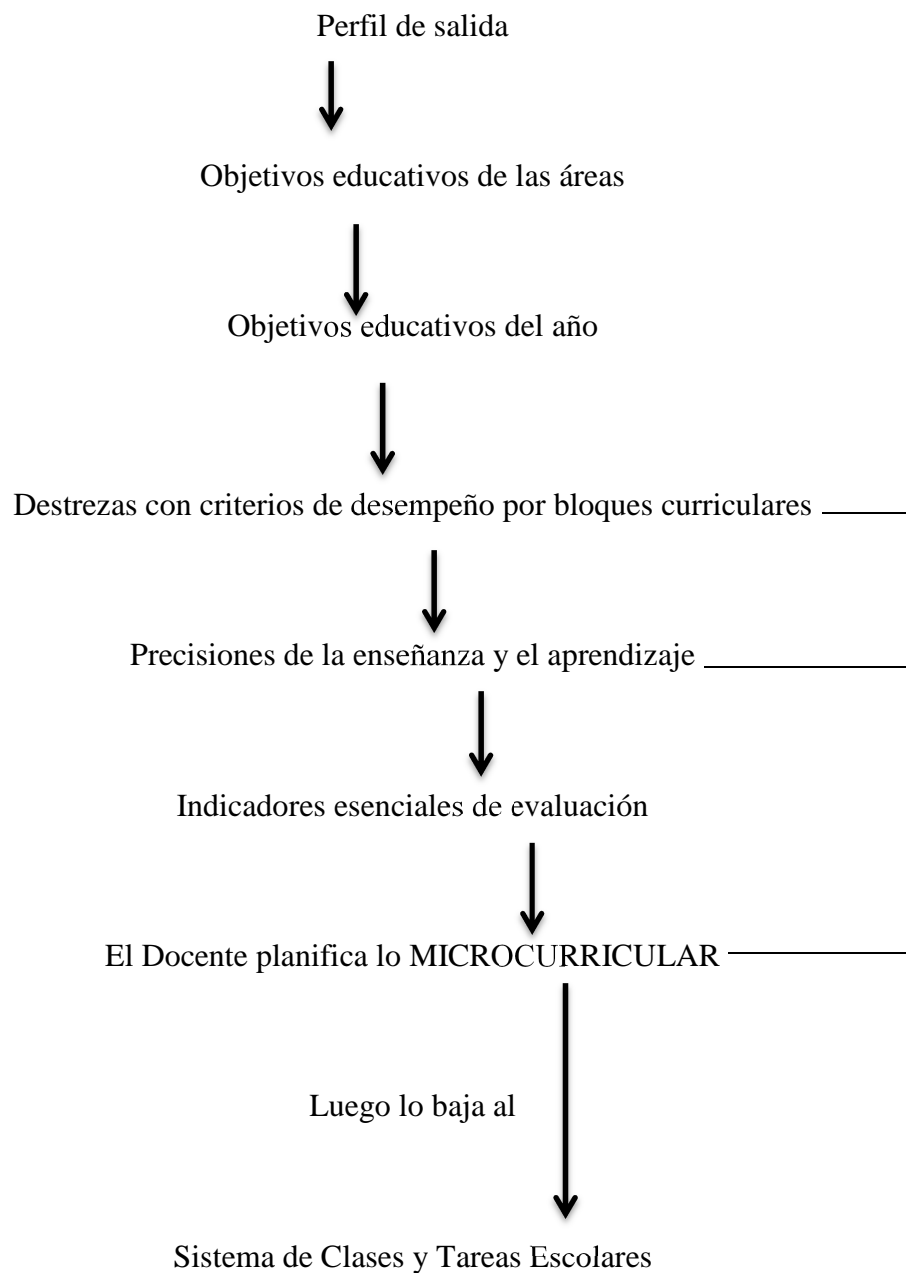 Perfil de salida
Objetivos educativos de las áreas
Objetivos educativos del año
Destrezas con criterios de desempeño por bloques curriculares
Precisiones de la enseñanza y el aprendizaje
Indicadores esenciales de evaluación
El Docente planifica lo MICROCURRICULAR
Luego lo baja al
Sistema de Clases y Tareas Escolares